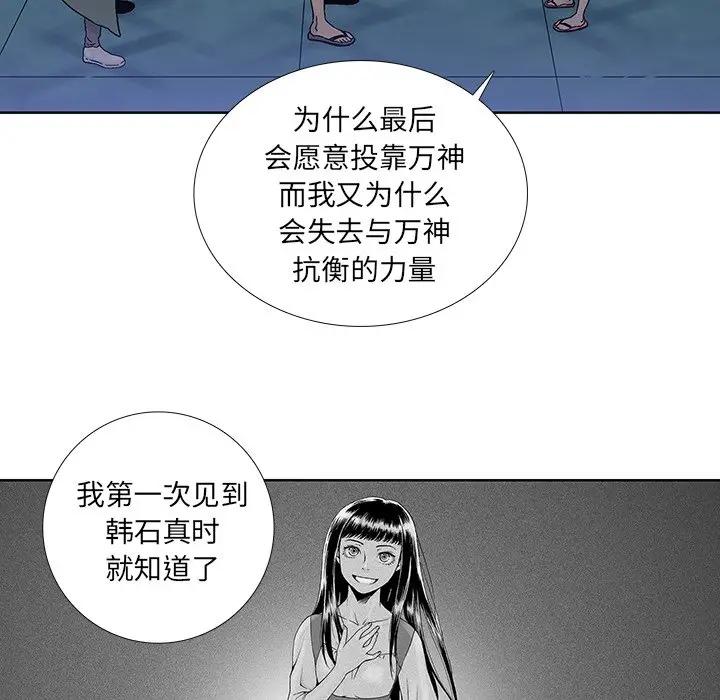 为什么最后
会愿意投靠万神
而我又为什么
会失去与万神
抗衡的力量
我第一次见到
韩石真时
就知道了